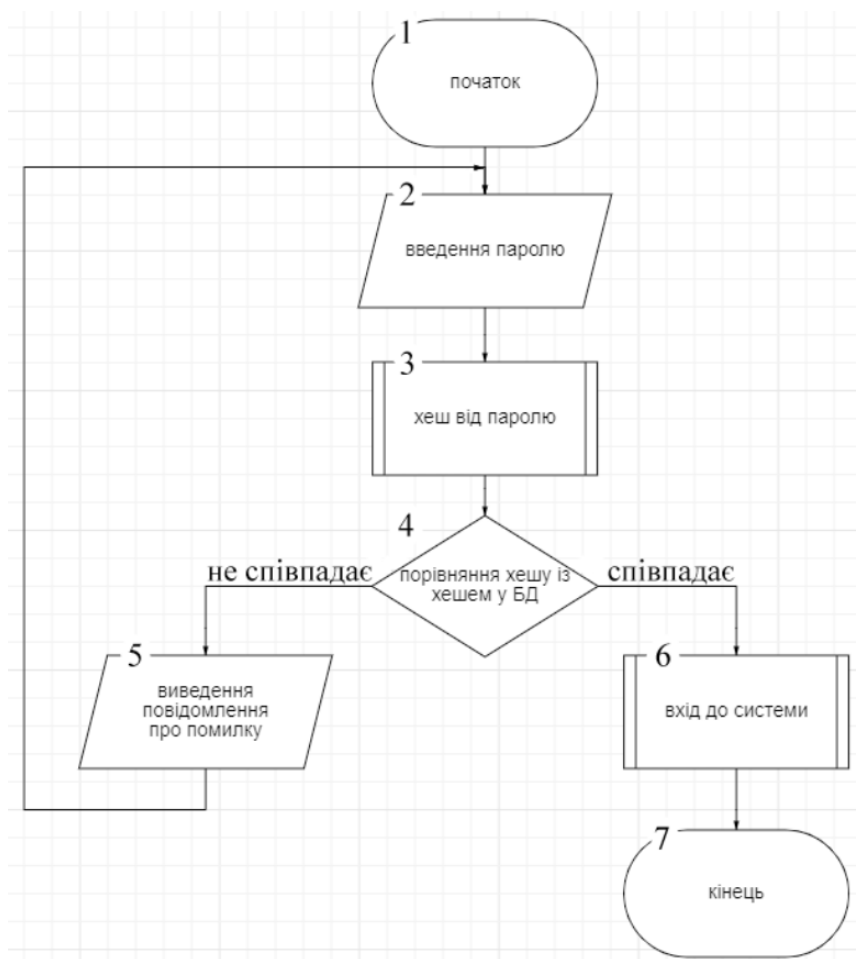 1
початок
2
введення паролю
3
хеш від паролю
4
порівняння хешу із
хешем у БД
не співпадає
співпадає
5
виведення
повідомлення
про помилку
6
вхід до системи
7
кінець